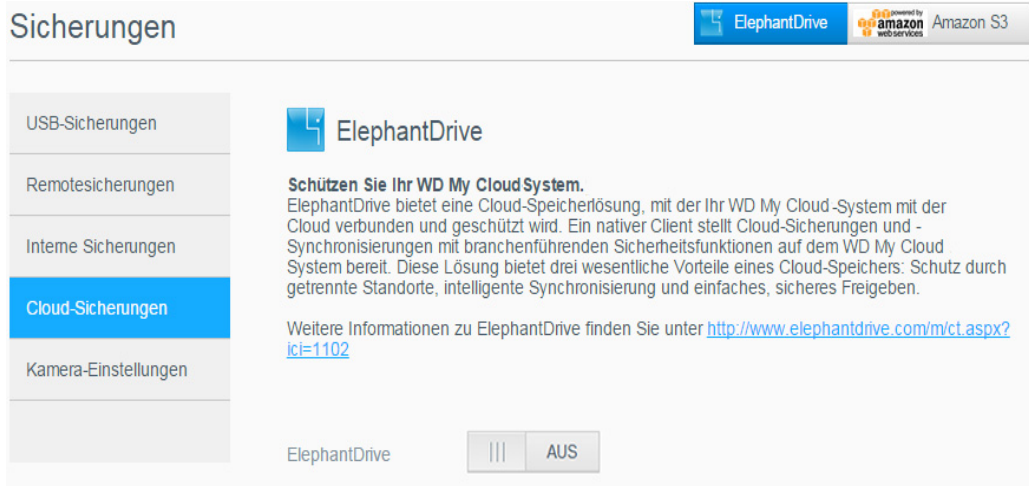 Sicherungen
ElephantDrive
powered by
amazon
webservices
Amazon S3
USB-Sicherungen
Remotesicherungen
Interne Sicherungen
Cloud-Sicherungen
Kamera-Einstellungen
ElephantDrive
Schützen Sie Ihr WD My Cloud System.
ElephantDrive bietet eine Cloud-Speicherlösung, mit der Ihr WD My Cloud -System mit der
Cloud verbunden und geschützt wird. Ein nativer Client stellt Cloud-Sicherungen und -
Synchronisierungen mit branchenführenden Sicherheitsfunktionen auf dem WD My Cloud
System bereit. Diese Lösung bietet drei wesentliche Vorteile eines Cloud-Speichers: Schutz durch
getrennte Standorte, intelligente Synchronisierung und einfaches, sicheres Freigeben.
Weitere Informationen zu ElephantDrive finden Sie unter http://www.elephantdrive.com/m/ct.aspx?
ici=1102
ElephantDrive
AUS